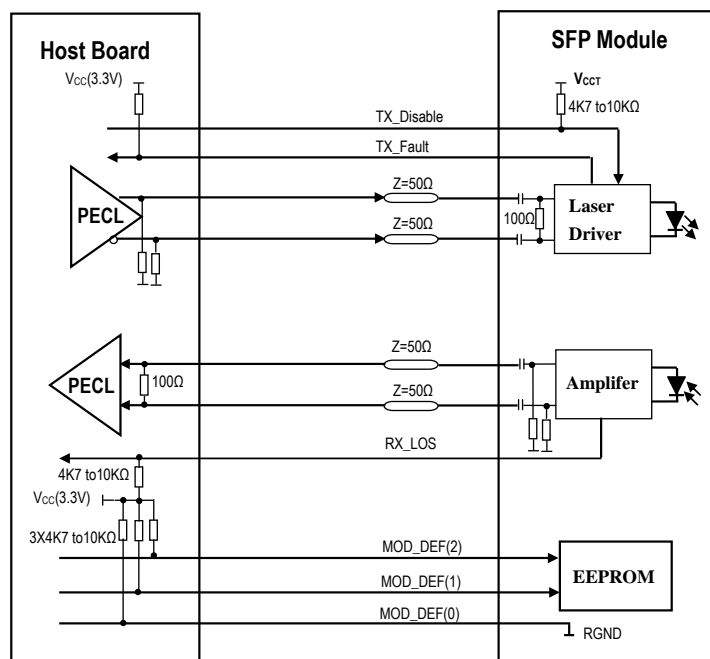 Host Board
SFP Module
VCC(3.3V)
VCCT
4K7 to10KΩ
TX_Disable
TX_Fault
PECL
Z=50Ω
Z=50Ω
100Ω
Laser
Driver
PECL
100Ω
Z=50Ω
Z=50Ω
Amplifer
RX_LOS
4K7 to10KΩ
VCC(3.3V)
3X4K7 to10KΩ
MOD_DEF(2)
MOD_DEF(1)
MOD_DEF(0)
EEPROM
RGND